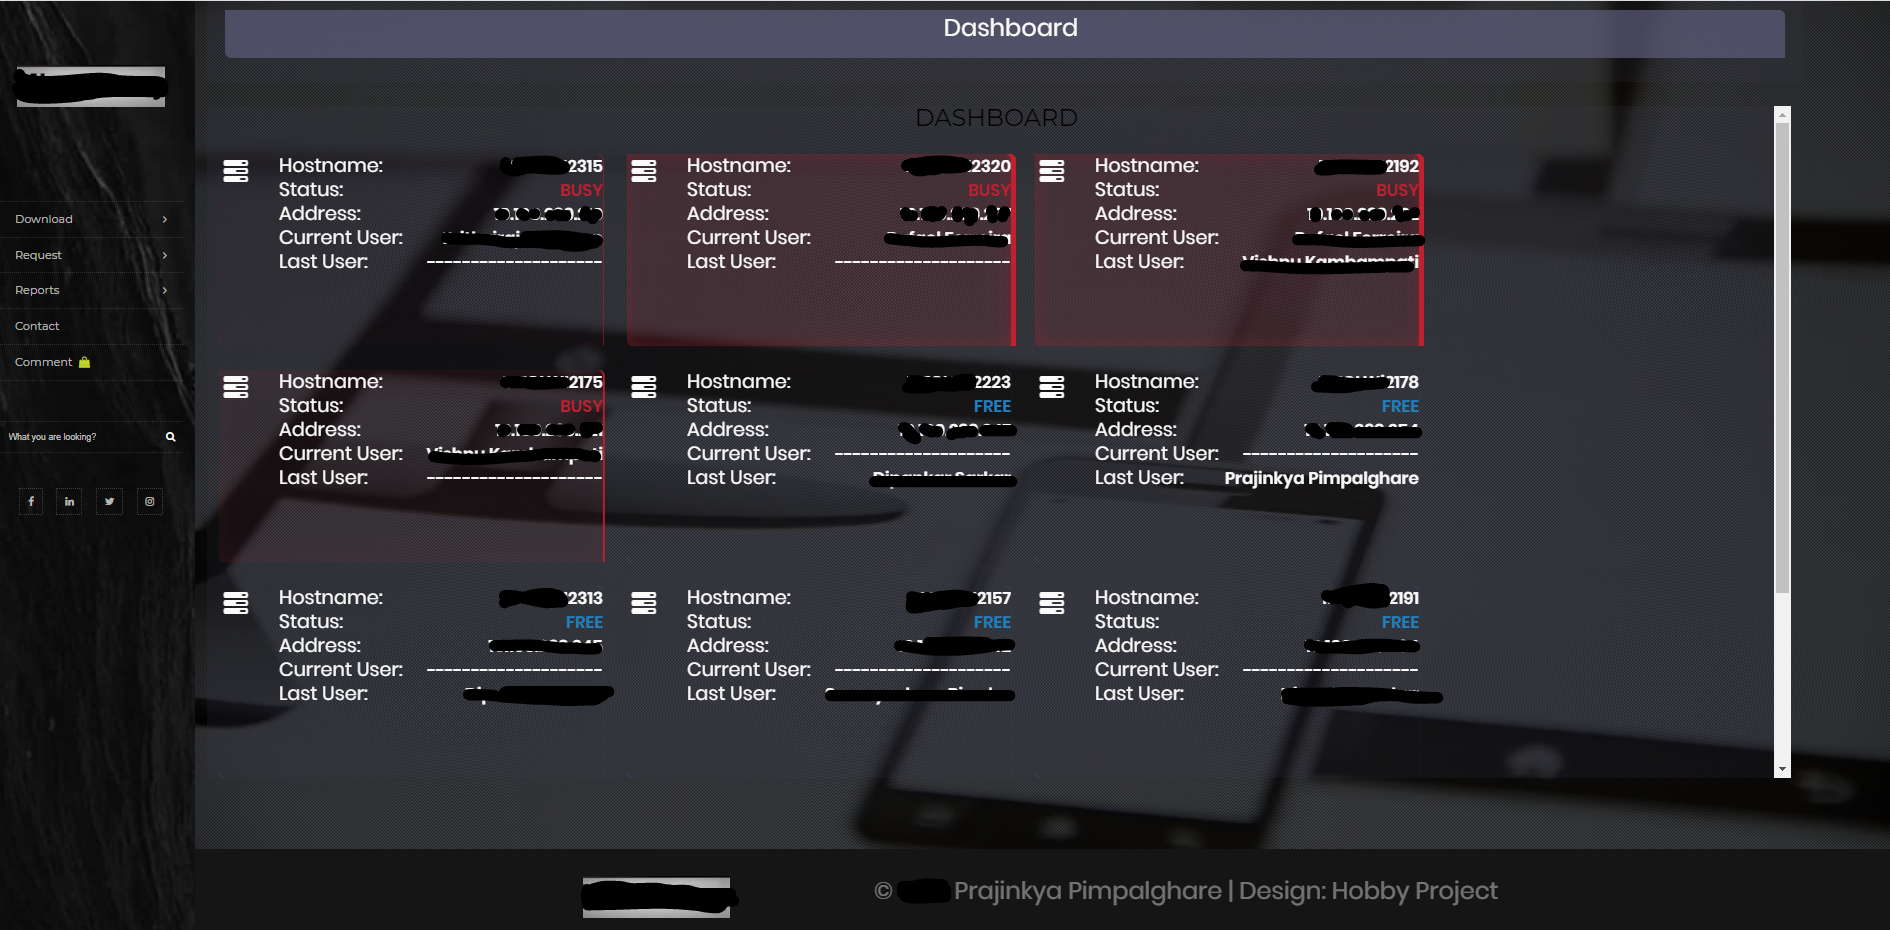 Dashboard
DASHBOARD
Download
Request
Reports
Contact
Comment
What you are looking?
Hostname: 2315
Status: BUSY
Address:
Current User:
Last User: --------------------
Hostname: 2320
Status: BUSY
Address:
Current User:
Last User: --------------------
Hostname: 2192
Status: BUSY
Address:
Current User:
Last User:
Hostname: 2175
Status: BUSY
Address:
Current User:
Last User: --------------------
Hostname: 2223
Status: FREE
Address:
Current User: --------------------
Last User:
Hostname: 2178
Status: FREE
Address:
Current User: --------------------
Last User: Prajinkya Pimpalghare
Hostname: 2313
Status: FREE
Address:
Current User: --------------------
Last User:
Hostname: 2157
Status: FREE
Address:
Current User: --------------------
Last User:
Hostname: 2191
Status: FREE
Address:
Current User: --------------------
Last User:
© Prajinkya Pimpalghare | Design: Hobby Project